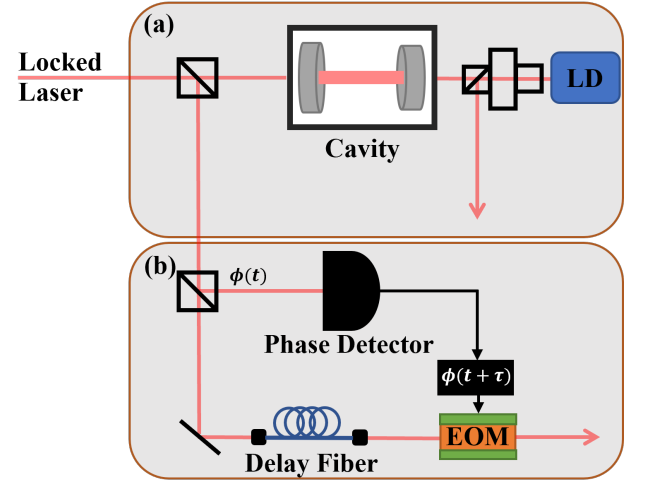 (a)
Locked
Laser
LD
Cavity
(b)
ϕ(t)
Phase Detector
ϕ(t + τ)
EOM
Delay Fiber